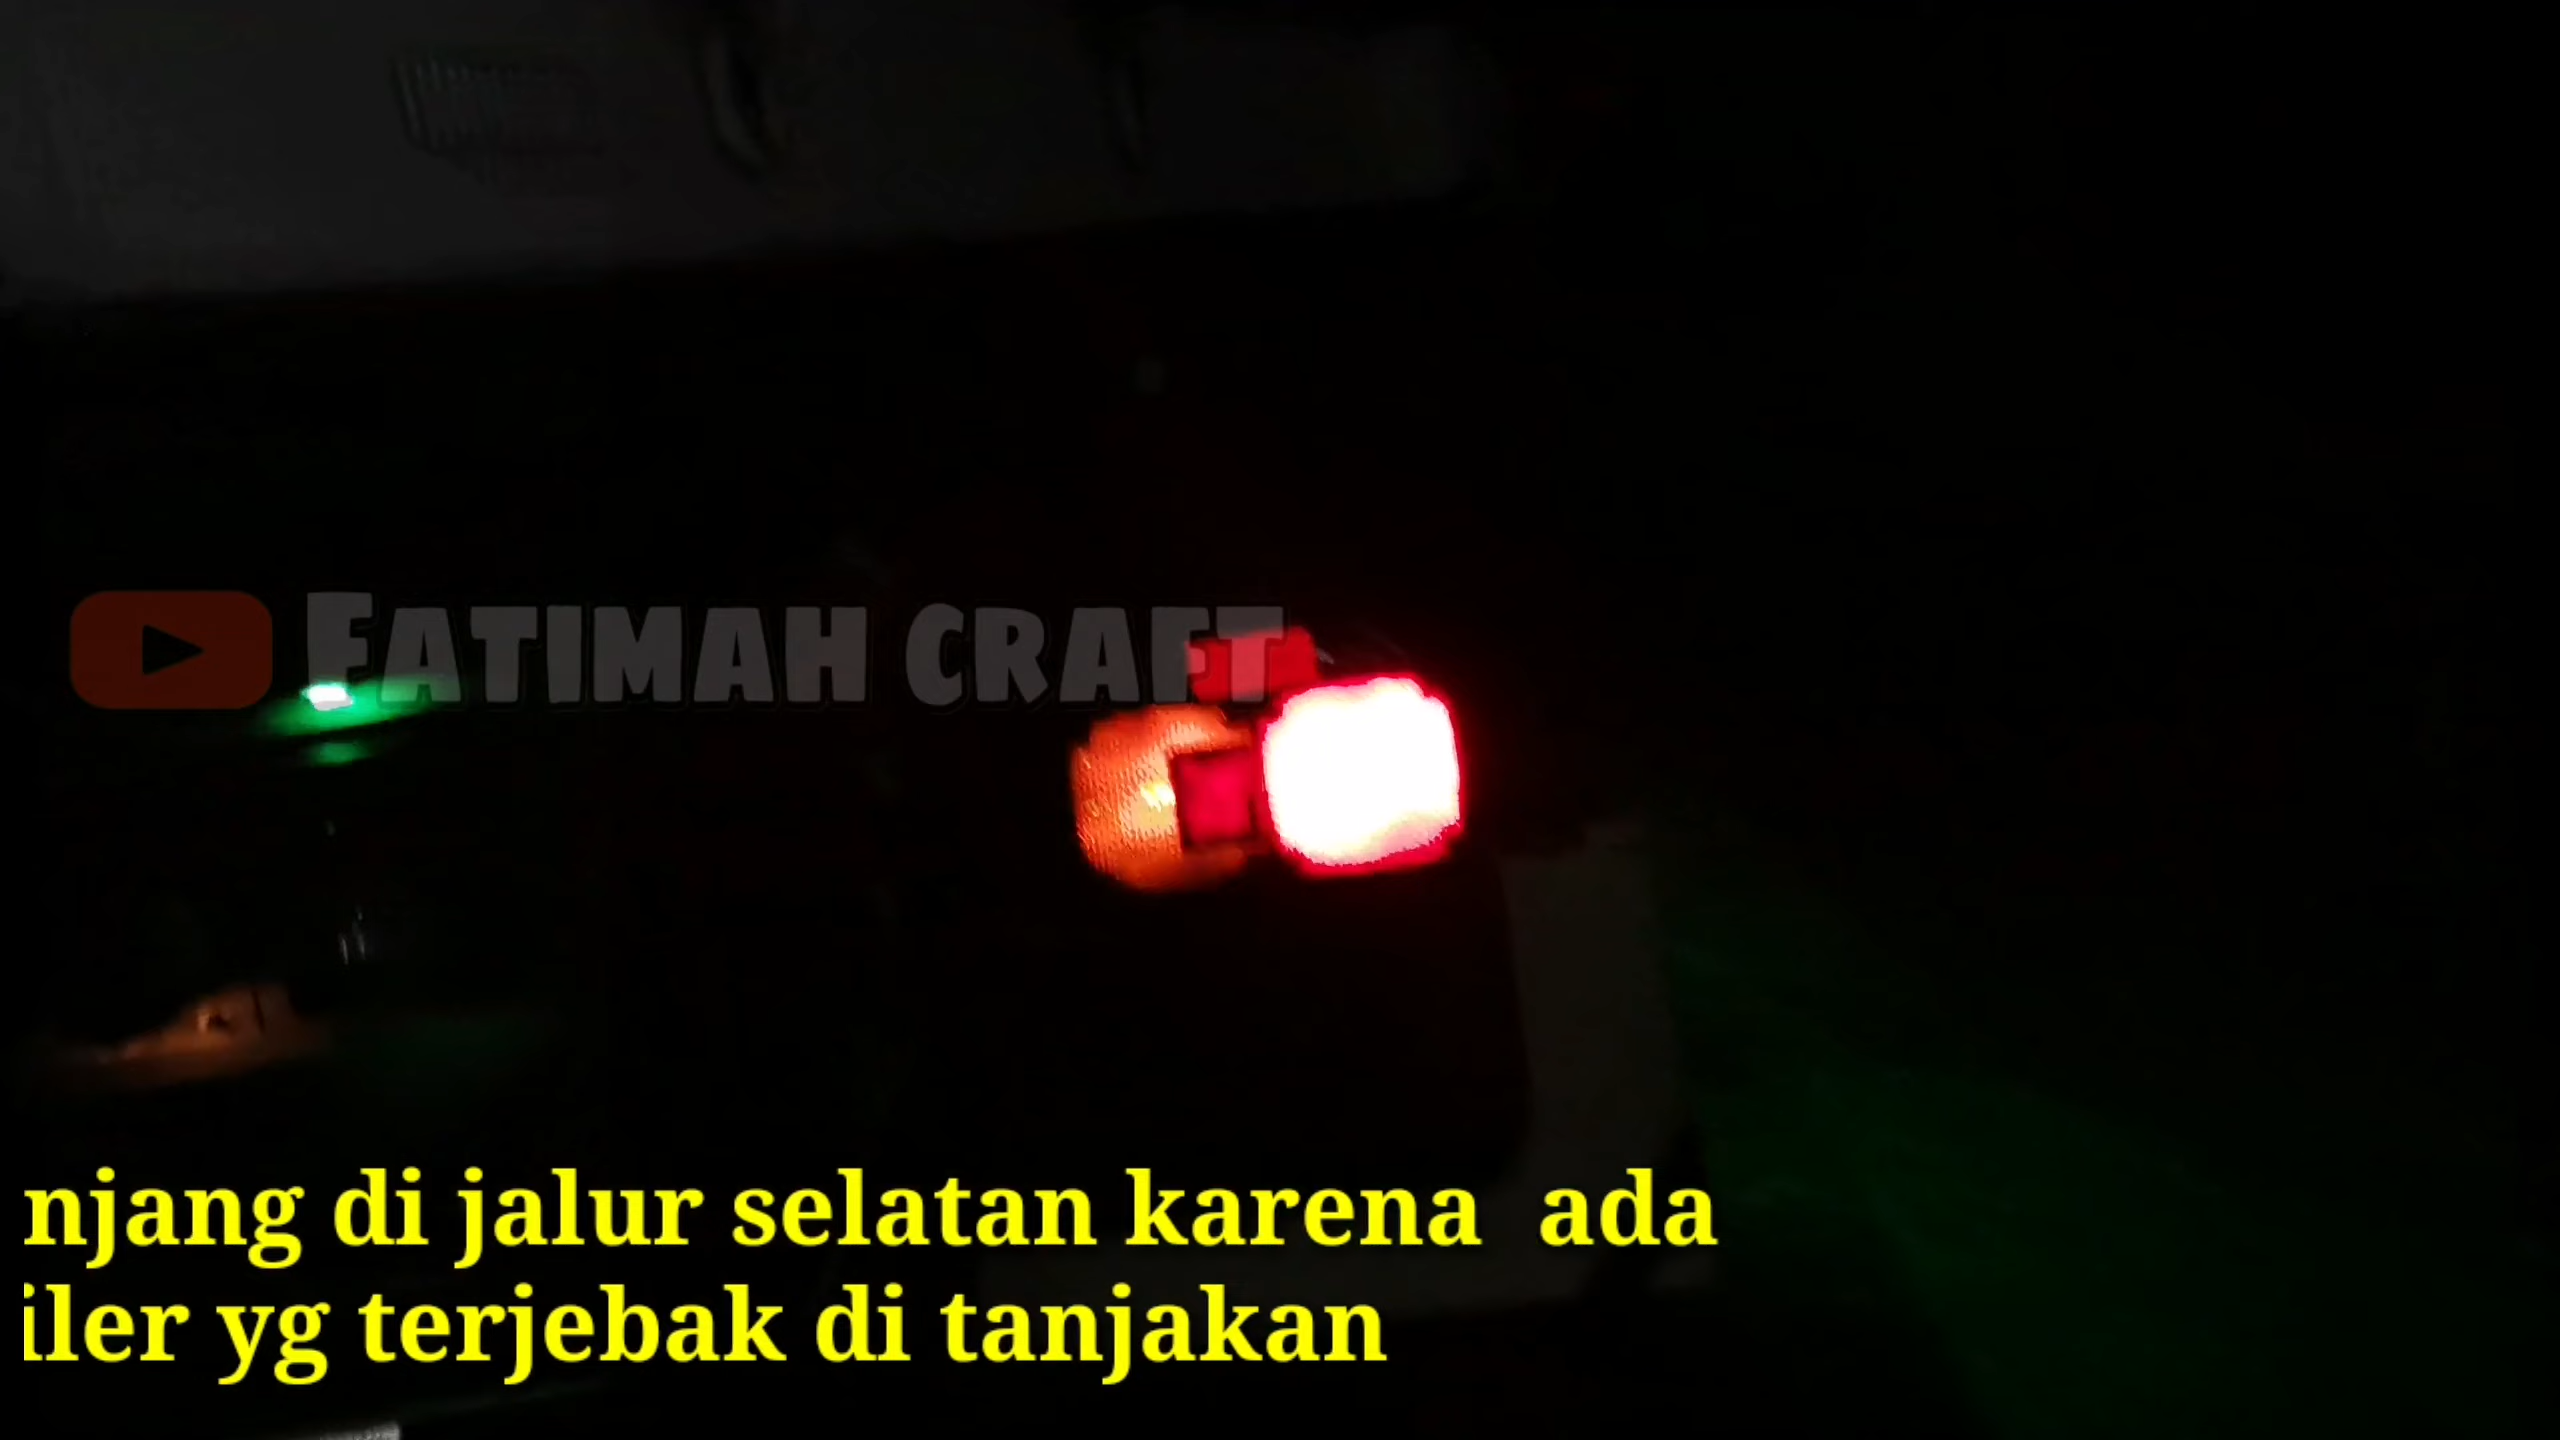 FATIMAH CRAFT
njang di jalur selatan karena ada
iler yg terjebak di tanjakan